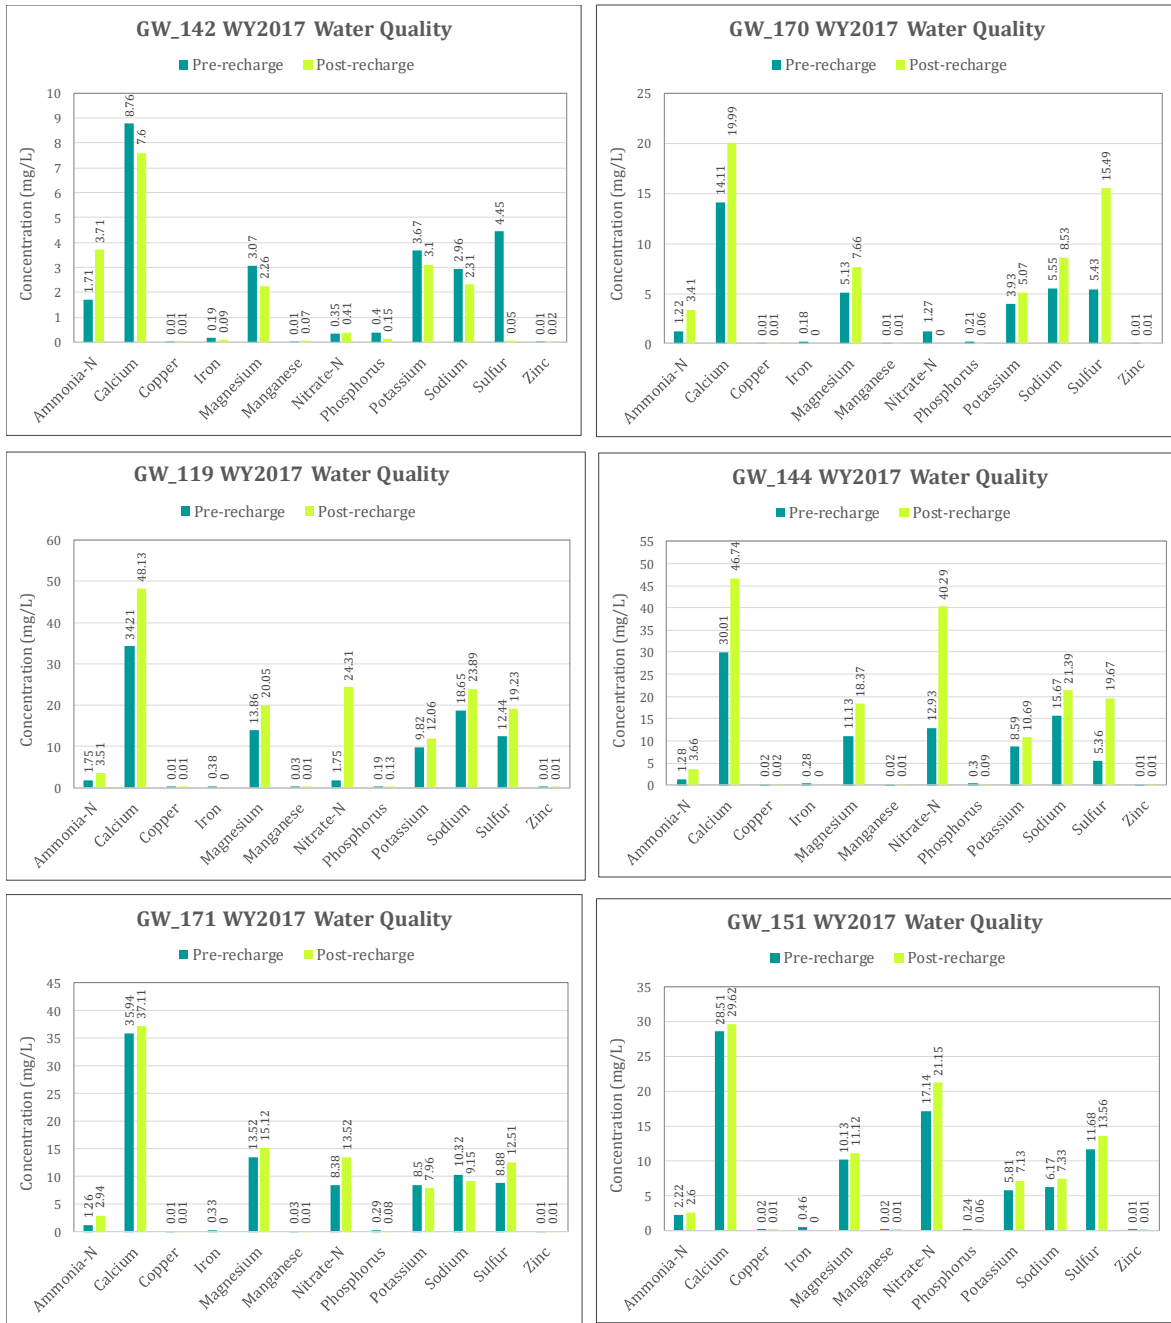 GW_142 WY2017 Water Quality
Pre-recharge Post-recharge
Concentration (mg/L)
10
9
8
7
6
5
4
3
2
1
0
1.71 3.71 8.76 7.6 0.01 0.01 0.19 0.09 3.07 2.26 0.01 0.07 0.35 0.41 0.4 0.15 3.67 3.1 2.96 2.31 4.45 0.05 0.01 0.02
Ammonia-N Calcium Copper Iron Magnesium Manganese Nitrate-N Phosphorus Potassium Sodium Sulfur Zinc
GW_170 WY2017 Water Quality
Pre-recharge Post-recharge
Concentration (mg/L)
25
20
15
10
5
0
1.22 3.41 14.11 19.99 0.01 0.01 0.18 0 5.13 7.66 0.01 0.01 1.27 0 0.21 0.06 3.93 5.07 5.55 8.53 5.43 15.49 0.01 0.01
Ammonia-N Calcium Copper Iron Magnesium Manganese Nitrate-N Phosphorus Potassium Sodium Sulfur Zinc
GW_119 WY2017 Water Quality
Pre-recharge Post-recharge
Concentration (mg/L)
60
50
40
30
20
10
0
1.75 3.51 34.21 48.13 0.01 0.01 0.38 0 13.86 20.05 0.03 0.01 1.75 24.31 0.19 0.13 9.82 12.06 18.65 23.89 12.44 19.23 0.01 0.01
Ammonia-N Calcium Copper Iron Magnesium Manganese Nitrate-N Phosphorus Potassium Sodium Sulfur Zinc
GW_144 WY2017 Water Quality
Pre-recharge Post-recharge
Concentration (mg/L)
55
50
45
40
35
30
25
20
15
10
5
0
1.28 3.66 30.01 46.74 0.02 0.02 0.28 0 11.13 18.37 0.02 0.01 12.93 40.29 0.3 0.09 8.59 10.69 15.67 21.39 5.36 19.67 0.01 0.01
Ammonia-N Calcium Copper Iron Magnesium Manganese Nitrate-N Phosphorus Potassium Sodium Sulfur Zinc
GW_171 WY2017 Water Quality
Pre-recharge Post-recharge
Concentration (mg/L)
45
40
35
30
25
20
15
10
5
0
1.26 2.94 35.94 37.11 0.01 0.01 0.33 0 13.52 15.12 0.03 0.01 8.38 13.52 0.29 0.08 8.5 7.96 10.32 9.15 8.88 12.51 0.01 0.01
Ammonia-N Calcium Copper Iron Magnesium Manganese Nitrate-N Phosphorus Potassium Sodium Sulfur Zinc
GW_151 WY2017 Water Quality
Pre-recharge Post-recharge
Concentration (mg/L)
35
30
25
20
15
10
5
0
2.22 2.6 28.51 29.62 0.02 0.01 0.46 0 10.13 11.12 0.02 0.01 17.14 21.15 0.24 0.06 5.81 7.13 6.17 7.33 11.68 13.56 0.01 0.01
Ammonia-N Calcium Copper Iron Magnesium Manganese Nitrate-N Phosphorus Potassium Sodium Sulfur Zinc